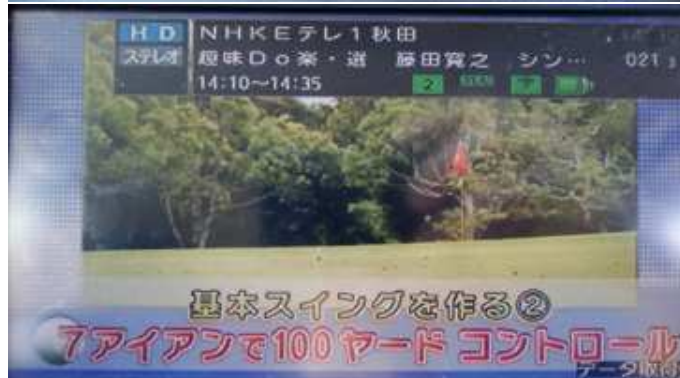 HD
NHKEテレ1秋田
ステレオ
趣味Do楽・選 藤田寛之 シン… 021
14:10~14:35
2
基本スイングを作る②
7アイアンで100ヤード コントロール
データ取得